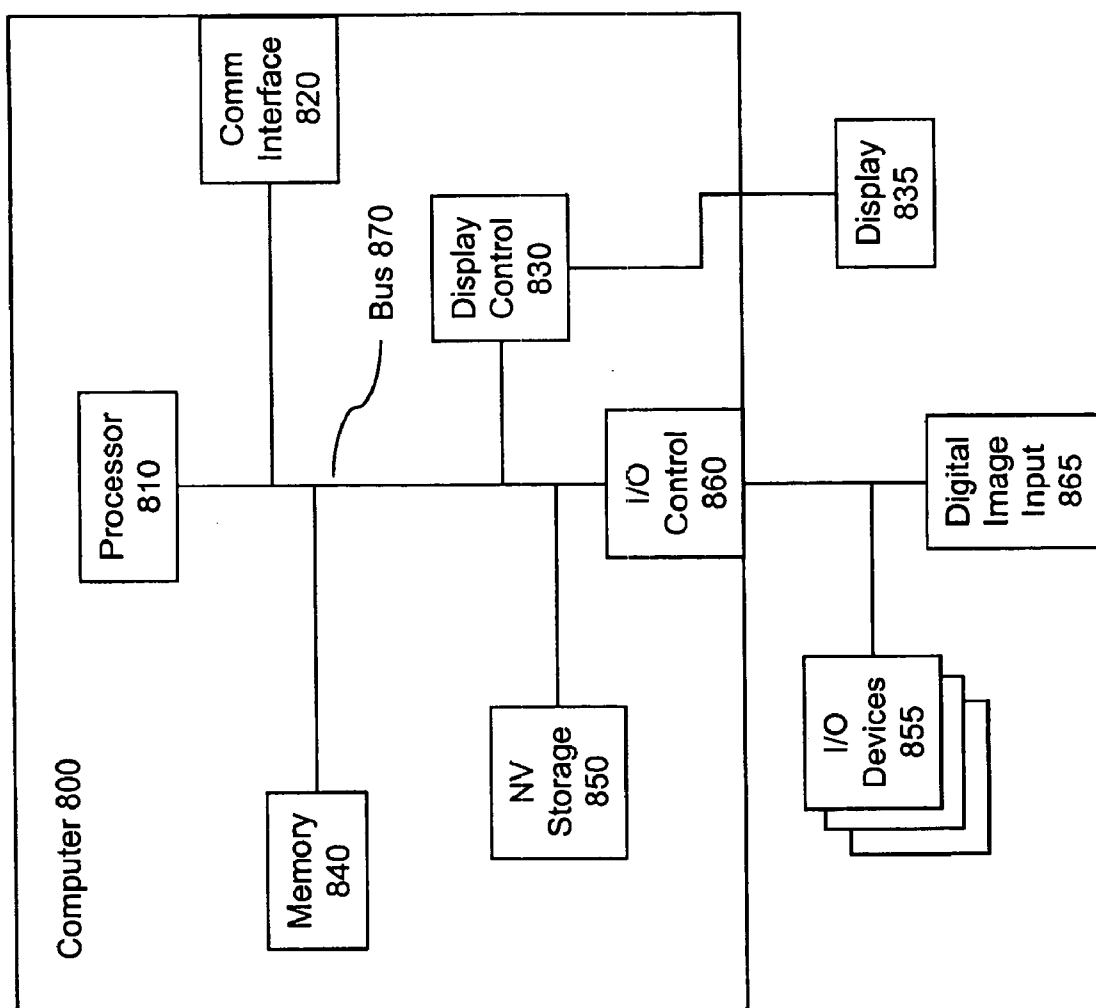 Computer 800
Processor
810
Comm
Interface
820
Memory
840
Bus 870
NV
Storage
850
Display
Control
830
I/O
Control
860
I/O
Devices
855
Digital
Image
Input
865
Display
835